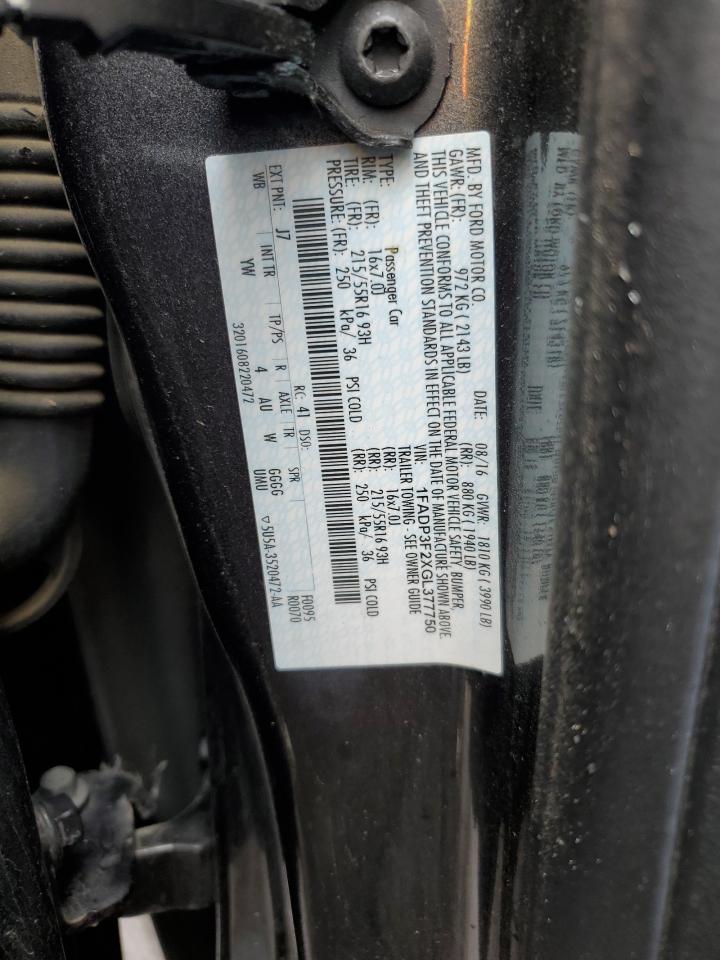 MFD. BY FORD MOTOR CO.
DATE: 08/16 GVWR: 1810 KG ( 3990 LB)
GAWR: (FR): 972 KG ( 2143 LB) (RR): 880 KG ( 1940 LB)
THIS VEHICLE CONFORMS TO ALL APPLICABLE FEDERAL MOTOR VEHICLE SAFETY, BUMPER,
AND THEFT PREVENTION STANDARDS IN EFFECT ON THE DATE OF MANUFACTURE SHOWN ABOVE.
VIN: 1FADP3F2XGL377750
TYPE: Passenger Car TRAILER TOWING - SEE OWNER GUIDE
RIM: (FR): 16x7.0J (RR): 16x7.0J
TIRE: (FR): 215/55R16 93H (RR): 215/55R16 93H
PRESSURE: (FR): 250 kPa/ 36 PSI COLD (RR): 250 kPa/ 36 PSI COLD
F0095
RC: 41 DSO: R0070
EXT PNT: J7 INT TR TP/PS R AXLE TR SPR
WB YW 4 AU W GGGG UMU ▽5U5A-3520472-AA
3201608220472